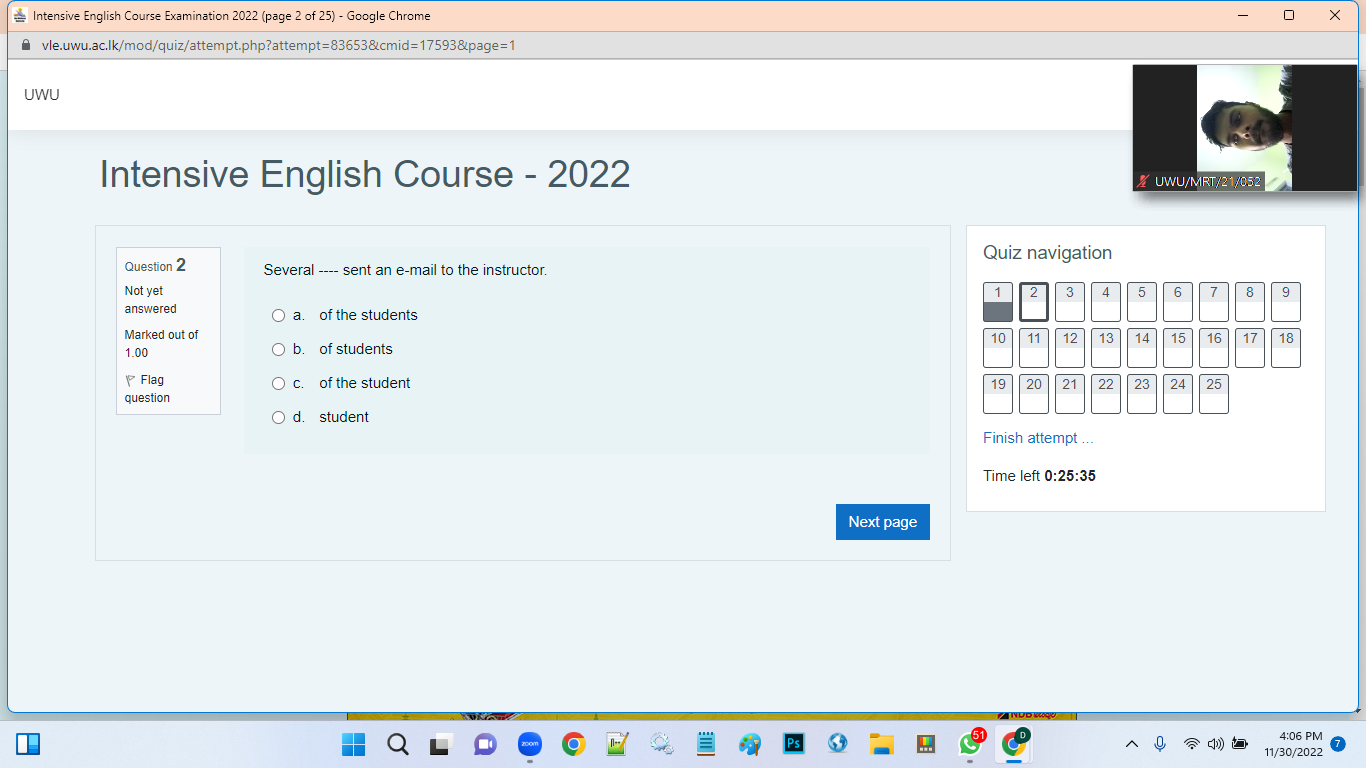 Intensive English Course Examination 2022 (page 2 of 25) - Google Chrome
vle.uwu.ac.lk/mod/quiz/attempt.php?attempt=83653&cmid=17593&page=1
UWU
UWU/MRT/21/052
Intensive English Course - 2022
Question 2
Not yet
answered
Marked out of
1.00
Flag
question
Several ---- sent an e-mail to the instructor.
a. of the students
b. of students
c. of the student
d. student
Next page
Quiz navigation
1 2 3 4 5 6 7 8 9
10 11 12 13 14 15 16 17 18
19 20 21 22 23 24 25
Finish attempt ...
Time left 0:25:35
zoom
Ps
51
D
4:06 PM
11/30/2022
7